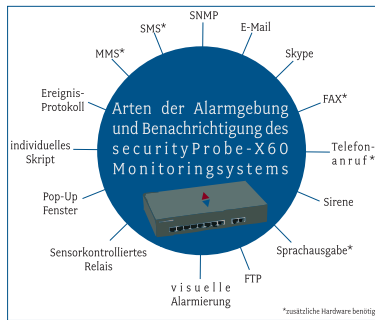 SNMP
SMS*
E-Mail
MMS*
Skype
Ereignis-
Protokoll
FAX*
Arten der Alarmgebung
und Benachrichtigung des
securityProbe-X60
Monitoringsystems
individuelles
Skript
Telefon-
anruf*
Pop-Up
Fenster
Sirene
Sensorkontrolliertes
Relais
Sprachausgabe*
FTP
visuelle
Alarmierung
*zusätzliche Hardware benötig